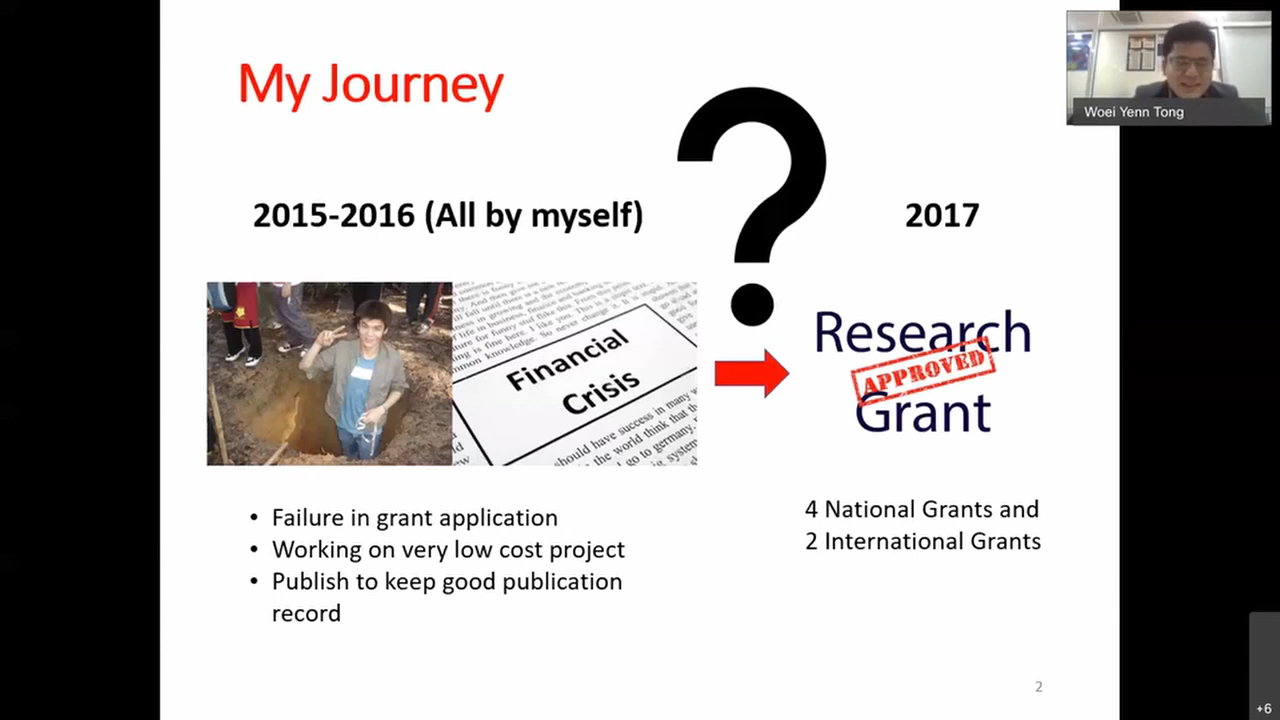 My Journey
Woei Yenn Tong
2015-2016 (All by myself)
?
2017
Financial
Crisis
Research
APPROVED
Grant
• Failure in grant application
• Working on very low cost project
• Publish to keep good publication
record
4 National Grants and
2 International Grants
2
+6